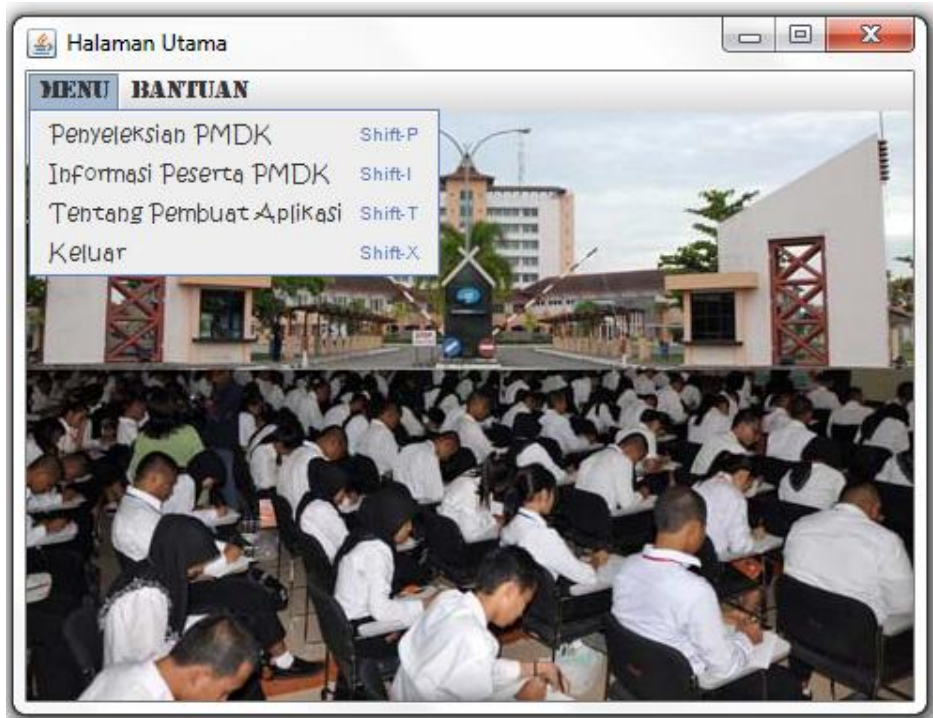 Halaman Utama
MENU BANTUAN
Penyeleksian PMDK Shift-P
Informasi Peserta PMDK Shift-I
Tentang Pembuat Aplikasi Shift-T
Keluar Shift-X